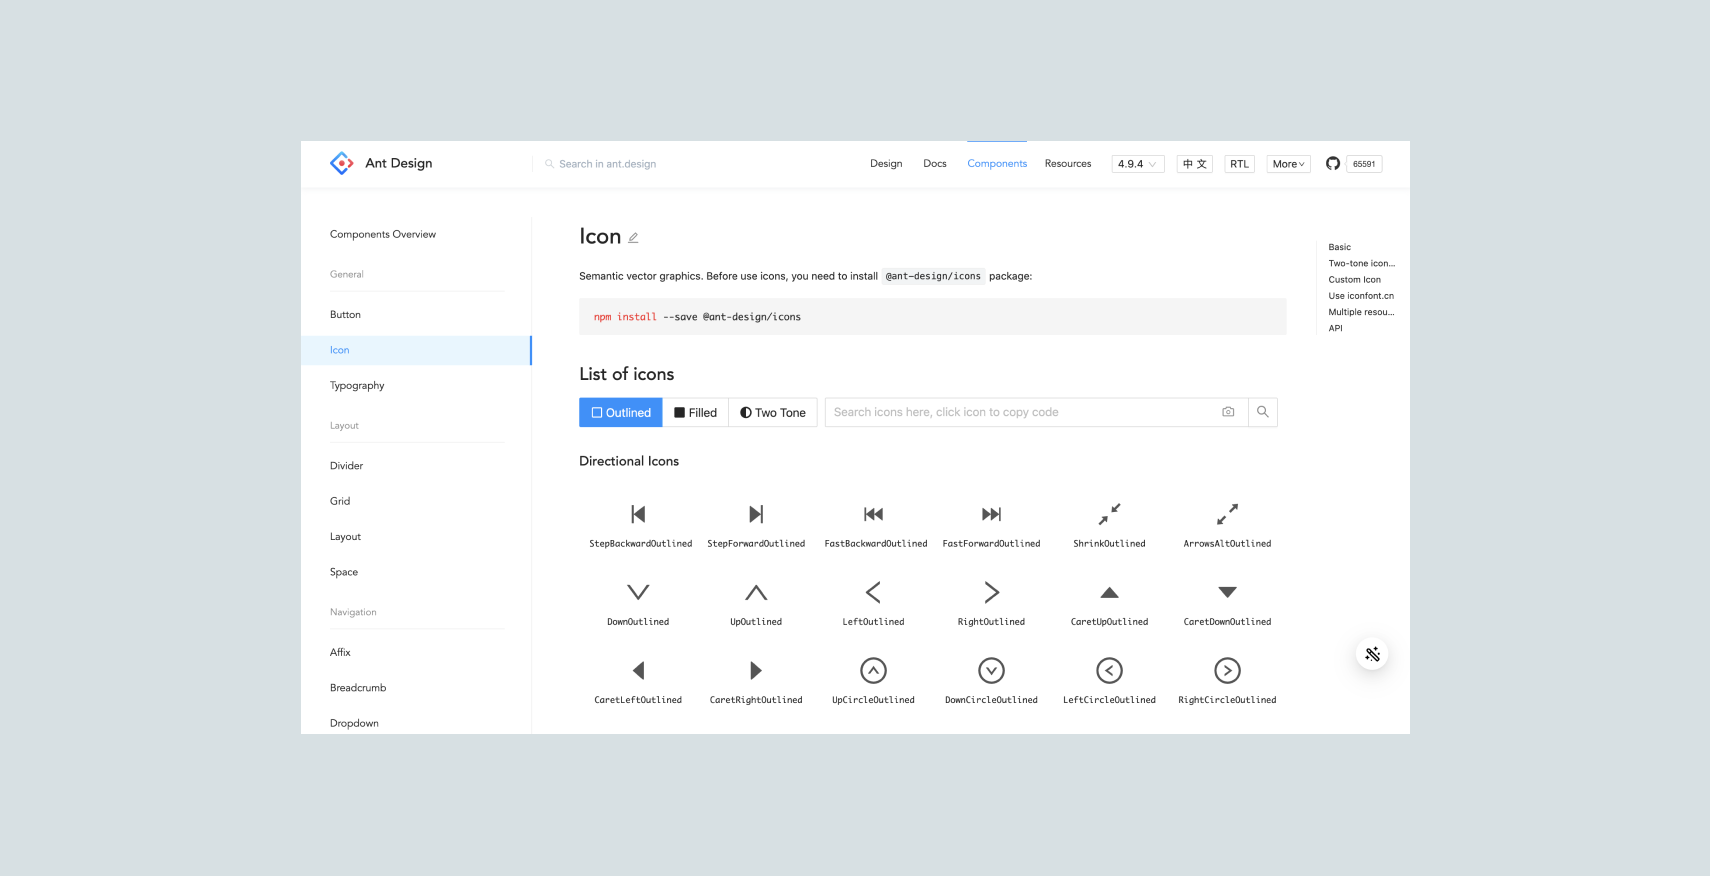 Ant Design
Search in ant.design
Design Docs Components Resources 4.9.4 中 文 RTL More 65591
Components Overview
General
Button
Icon
Typography
Layout
Divider
Grid
Layout
Space
Navigation
Affix
Breadcrumb
Dropdown
Icon
Semantic vector graphics. Before use icons, you need to install @ant-design/icons package:
npm install --save @ant-design/icons
List of icons
Outlined Filled Two Tone Search icons here, click icon to copy code
Directional Icons
StepBackwardOutlined StepForwardOutlined FastBackwardOutlined FastForwardOutlined ShrinkOutlined ArrowsAltOutlined
DownOutlined UpOutlined LeftOutlined RightOutlined CaretUpOutlined CaretDownOutlined
CaretLeftOutlined CaretRightOutlined UpCircleOutlined DownCircleOutlined LeftCircleOutlined RightCircleOutlined
Basic
Two-tone icon...
Custom Icon
Use iconfont.cn
Multiple resou...
API